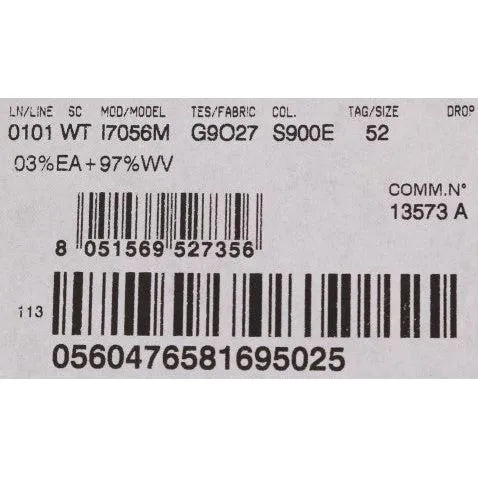 LN/LINE SC MOD/MODEL TES/FABRIC COL. TAG/SIZE DROP
0101 WT I7056M G9O27 S900E 52
03%EA+97%WV
COMM.N°
13573 A
8 051569 527356
113
0560476581695025